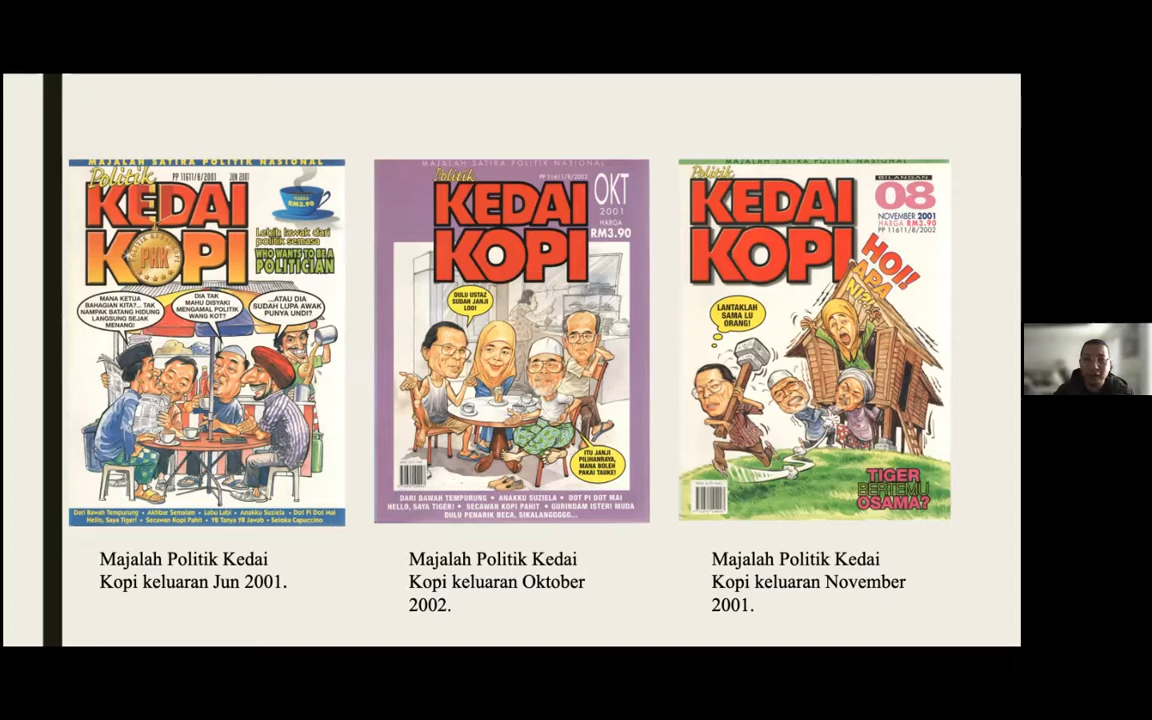 MAJALAH SATIRA POLITIK NASIONAL
Politik
KEDAI
KOPI
PP 11611/8/2001
JUN 2001
HARGA
RM3.90
Lebih lawak dari
politik semasa
WHO WANTS TO BE A
POLITICIAN
PKK
MANA KETUA
BAHAGIAN KITA?... TAK
NAMPAK BATANG HIDUNG
LANGSUNG SEJAK
MENANG!
DIA TAK
MAHU DISYAKI
MENGAMAL POLITIK
WANG KOT?
...ATAU DIA
SUDAH LUPA AWAK
PUNYA UNDI?
Dari Bawah Tempurung • Akhbar Semalam • Labu Labi • Anakku Suziela • Dot Pi Dot Mai
Hello, Saya Tiger! • Secawan Kopi Pahit • YB Tanya YB Jawab • Seloka Capuccino
Majalah Politik Kedai
Kopi keluaran Jun 2001.
MAJALAH SATIRA POLITIK NASIONAL
Politik
KEDAI
KOPI
PP 11611/8/2002
OKT
2001
HARGA
RM3.90
DULU USTAZ
SUDAH JANJI
LOO!
ITU JANJI
PILIHANRAYA,
MANA BOLEH
PAKAI TAUKE!
DARI BAWAH TEMPURUNG • ANAKKU SUZIELA • DOT PI DOT MAI
HELLO, SAYA TIGER! • SECAWAN KOPI PAHIT • GURINDAM ISTERI MUDA
DULU PENARIK BECA, SIKALANGGGGG...
Majalah Politik Kedai
Kopi keluaran Oktober
2002.
MAJALAH SATIRA POLITIK NASIONAL
Politik
KEDAI
KOPI
BILANGAN
08
NOVEMBER 2001
HARGA RM3.90
PP 11611/8/2002
HOI!
APA
NI?
LANTAKLAH
SAMA LU
ORANG!
TIGER
BERTEMU
OSAMA?
Majalah Politik Kedai
Kopi keluaran November
2001.